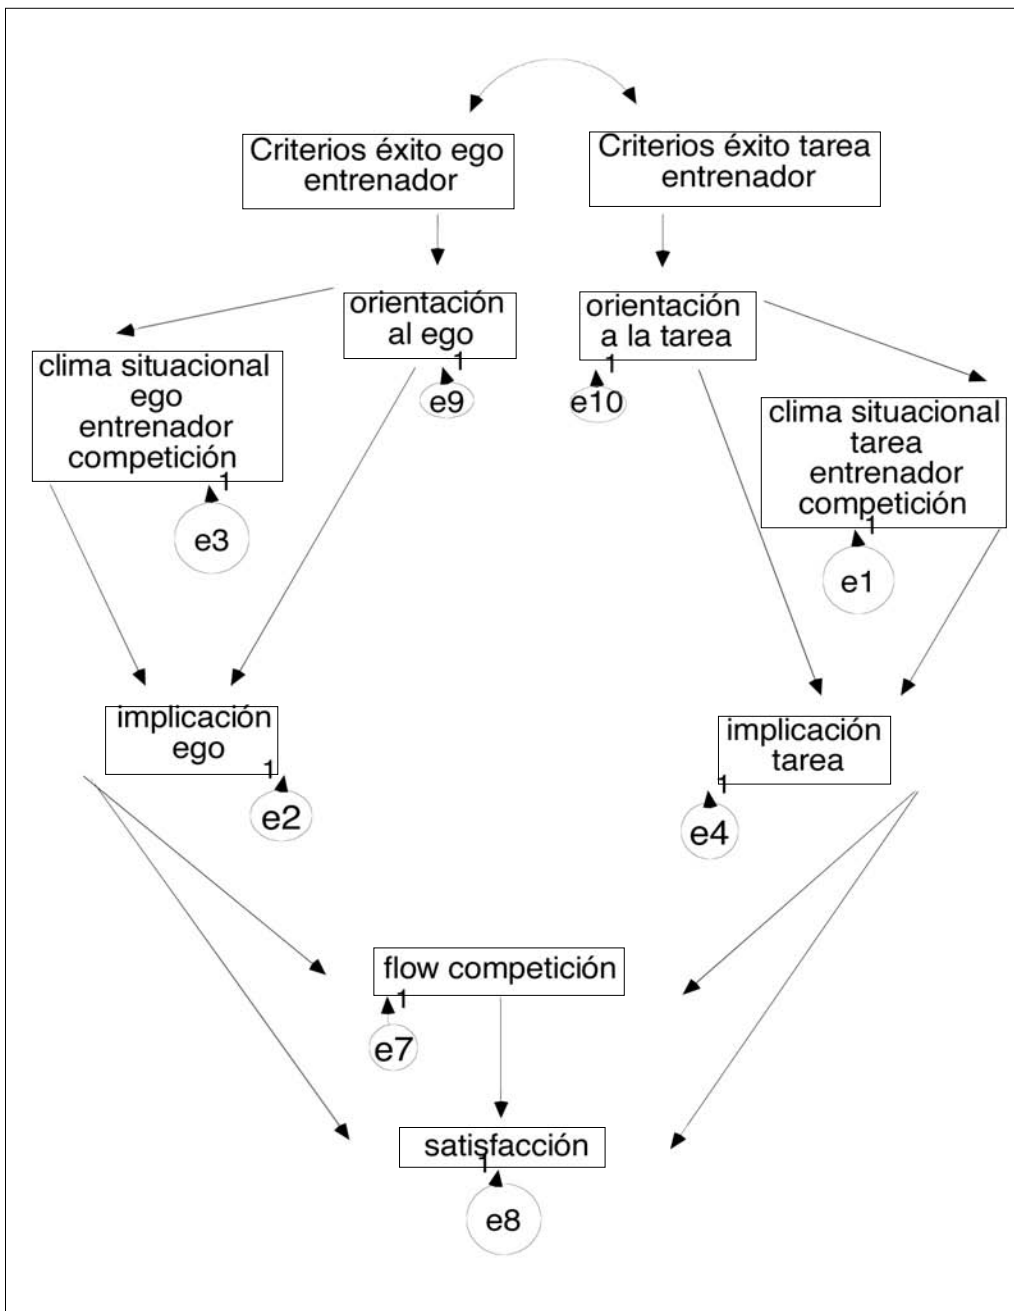 Criterios éxito ego
entrenador
Criterios éxito tarea
entrenador
orientación
al ego
1
e9
orientación
a la tarea
1
e10
clima situacional
ego
entrenador
competición
1
e3
clima situacional
tarea
entrenador
competición
1
e1
implicación
ego
1
e2
implicación
tarea
1
e4
flow competición
1
e7
satisfacción
1
e8